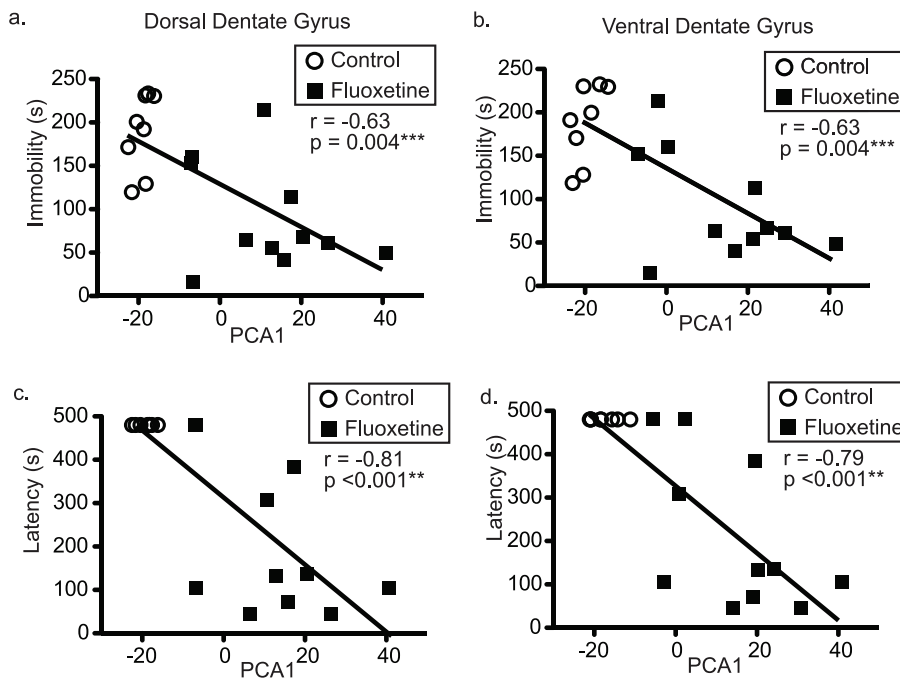 a.
Dorsal Dentate Gyrus
Control
Fluoxetine
r = -0.63
p = 0.004***
Immobility (s)
250
200
150
100
50
0
-20
0
20
40
PCA1
b.
Ventral Dentate Gyrus
Control
Fluoxetine
r = -0.63
p = 0.004***
Immobility (s)
250
200
150
100
50
0
-20
0
20
40
PCA1
c.
Control
Fluoxetine
r = -0.81
p <0.001**
Latency (s)
500
400
300
200
100
0
-20
0
20
40
PCA1
d.
Control
Fluoxetine
r = -0.79
p <0.001**
Latency (s)
500
400
300
200
100
0
-20
0
20
40
PCA1